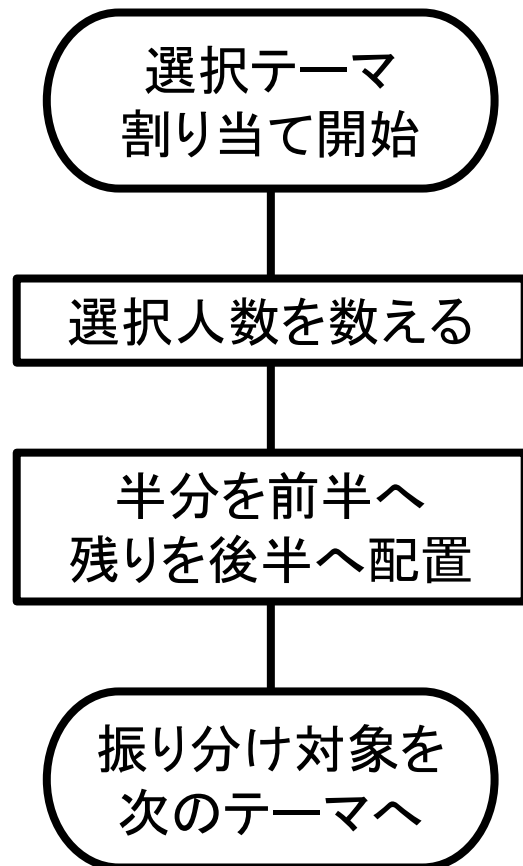 選択テーマ
割り当て開始
選択人数を数える
半分を前半へ
残りを後半へ配置
振り分け対象を
次のテーマへ